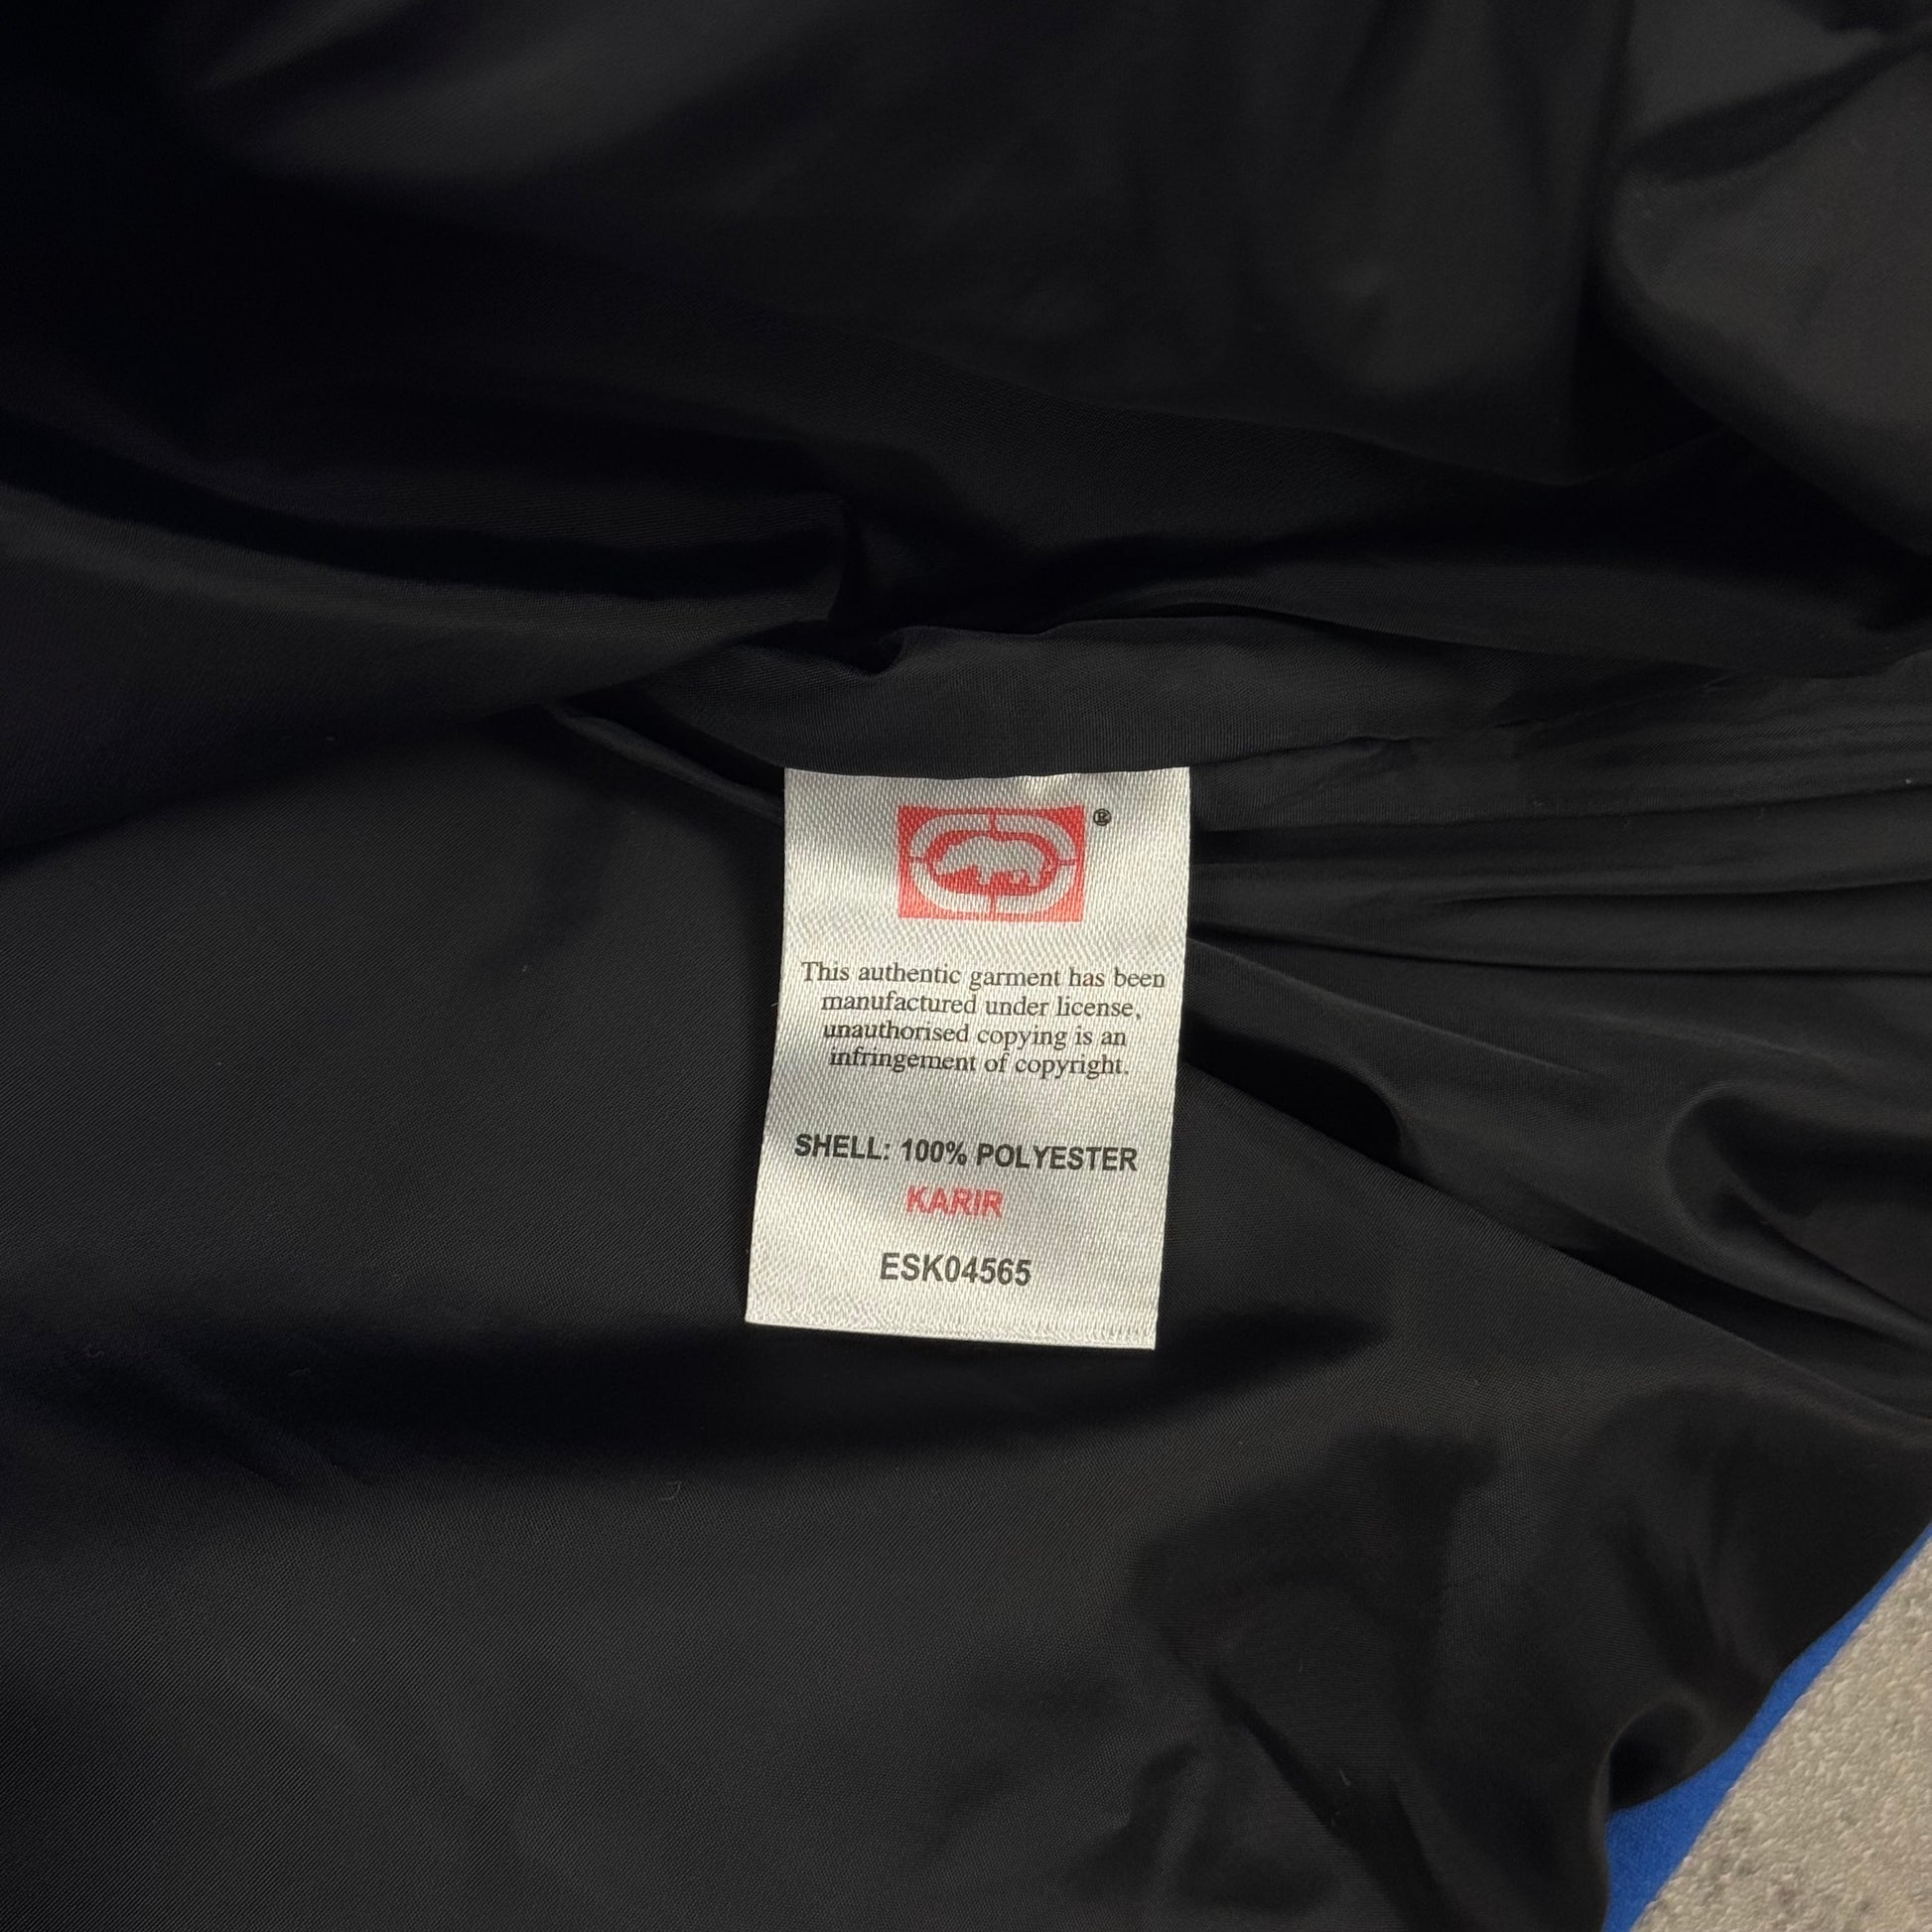 ®
This authentic garment has been
manufactured under license,
unauthorised copying is an
infringement of copyright.
SHELL: 100% POLYESTER
KARIR
ESK04565